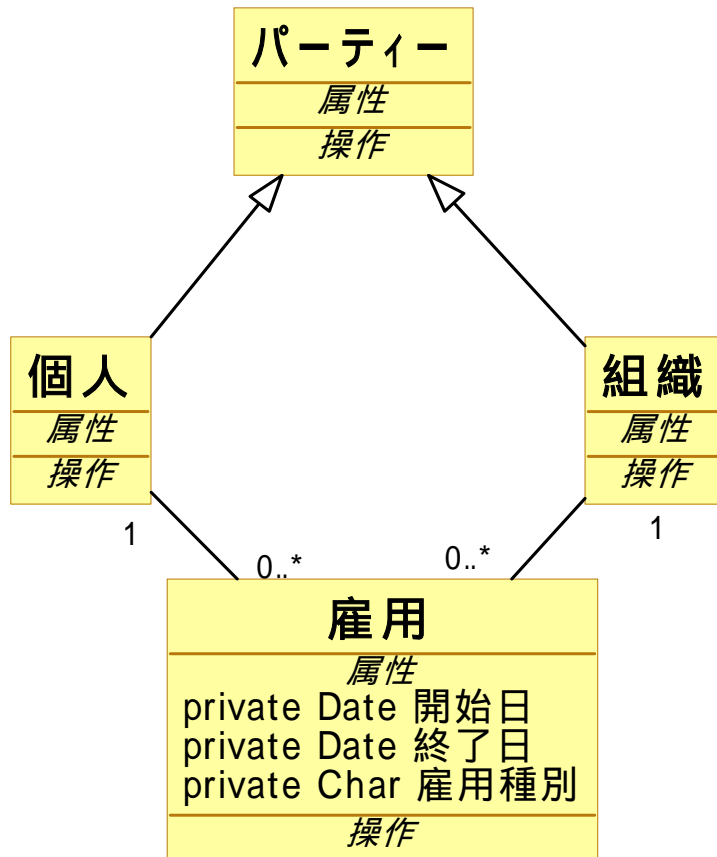 パーティー
属性
操作
個人
属性
操作
組織
属性
操作
1
0..*
0..*
1
雇用
属性
private Date 開始日
private Date 終了日
private Char 雇用種別
操作